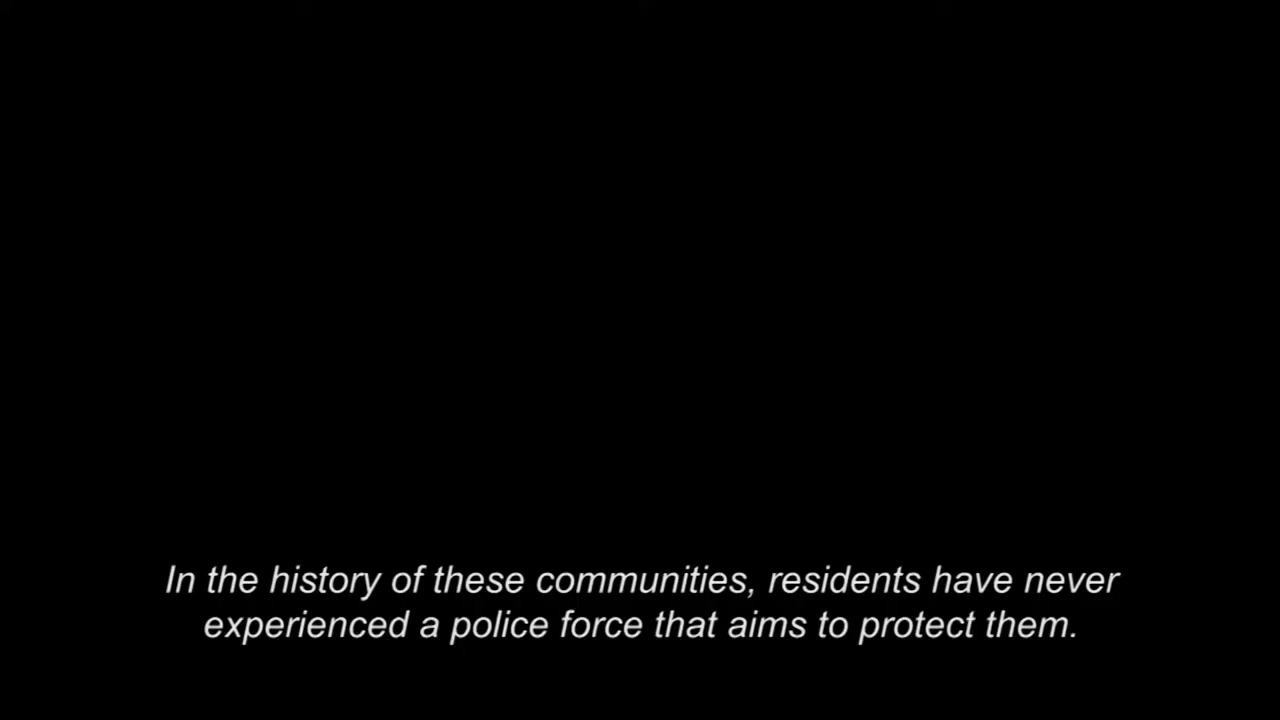 In the history of these communities, residents have never
experienced a police force that aims to protect them.